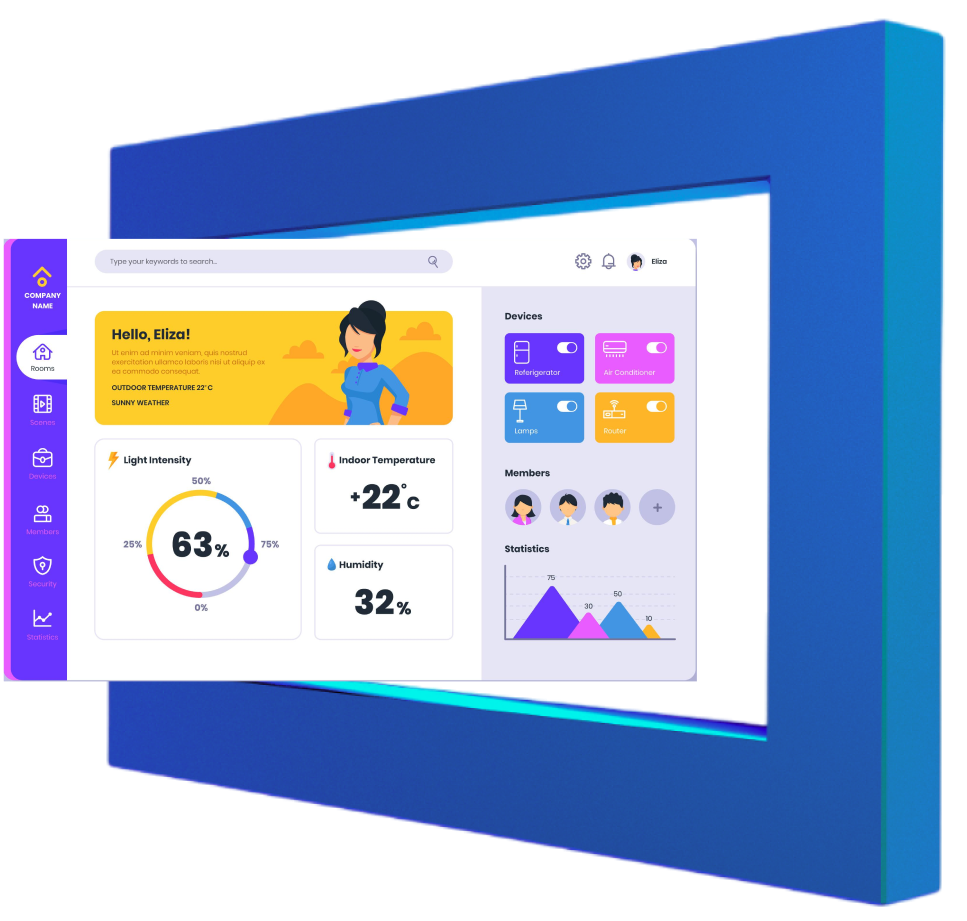 COMPANY
NAME
Rooms
Scenes
Devices
Members
Security
Statistics
Type your keywords to search...
Eliza
Hello, Eliza!
Ut enim ad minim veniam, quis nostrud
exercitation ullamco laboris nisi ut aliquip ex
ea commodo consequat.
OUTDOOR TEMPERATURE 22°C
SUNNY WEATHER
Light Intensity
50%
25%
63%
75%
0%
Indoor Temperature
+22°C
Humidity
32%
Devices
Referigerator
Air Conditioner
Lamps
Router
Members
+
Statistics
75
30
50
10